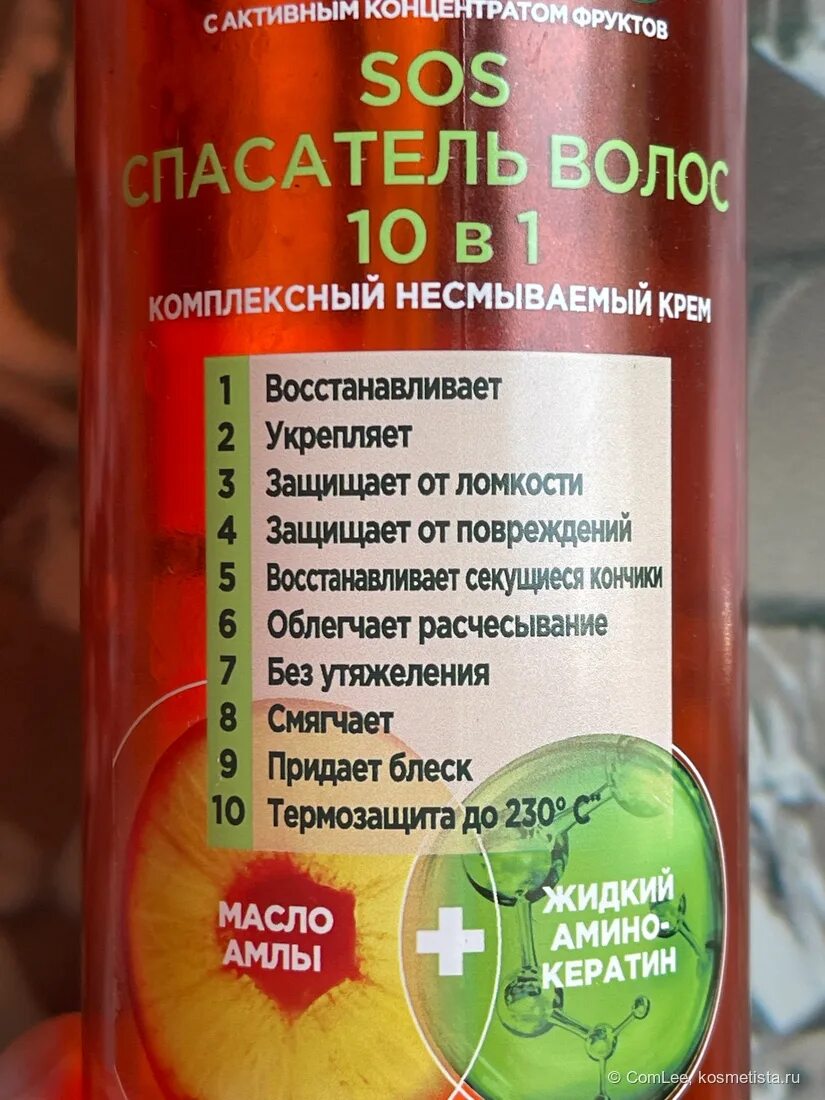 С АКТИВНЫМ КОНЦЕНТРАТОМ ФРУКТОВ
SOS
СПАСАТЕЛЬ ВОЛОС
10 в 1
КОМПЛЕКСНЫЙ НЕСМЫВАЕМЫЙ КРЕМ
1 Восстанавливает
2 Укрепляет
3 Защищает от ломкости
4 Защищает от повреждений
5 Восстанавливает секущиеся кончики
6 Облегчает расчесывание
7 Без утяжеления
8 Смягчает
9 Придает блеск
10 Термозащита до 230° C**
МАСЛО
АМЛЫ
+
ЖИДКИЙ
АМИНО-
КЕРАТИН
© ComLee, kosmetista.ru